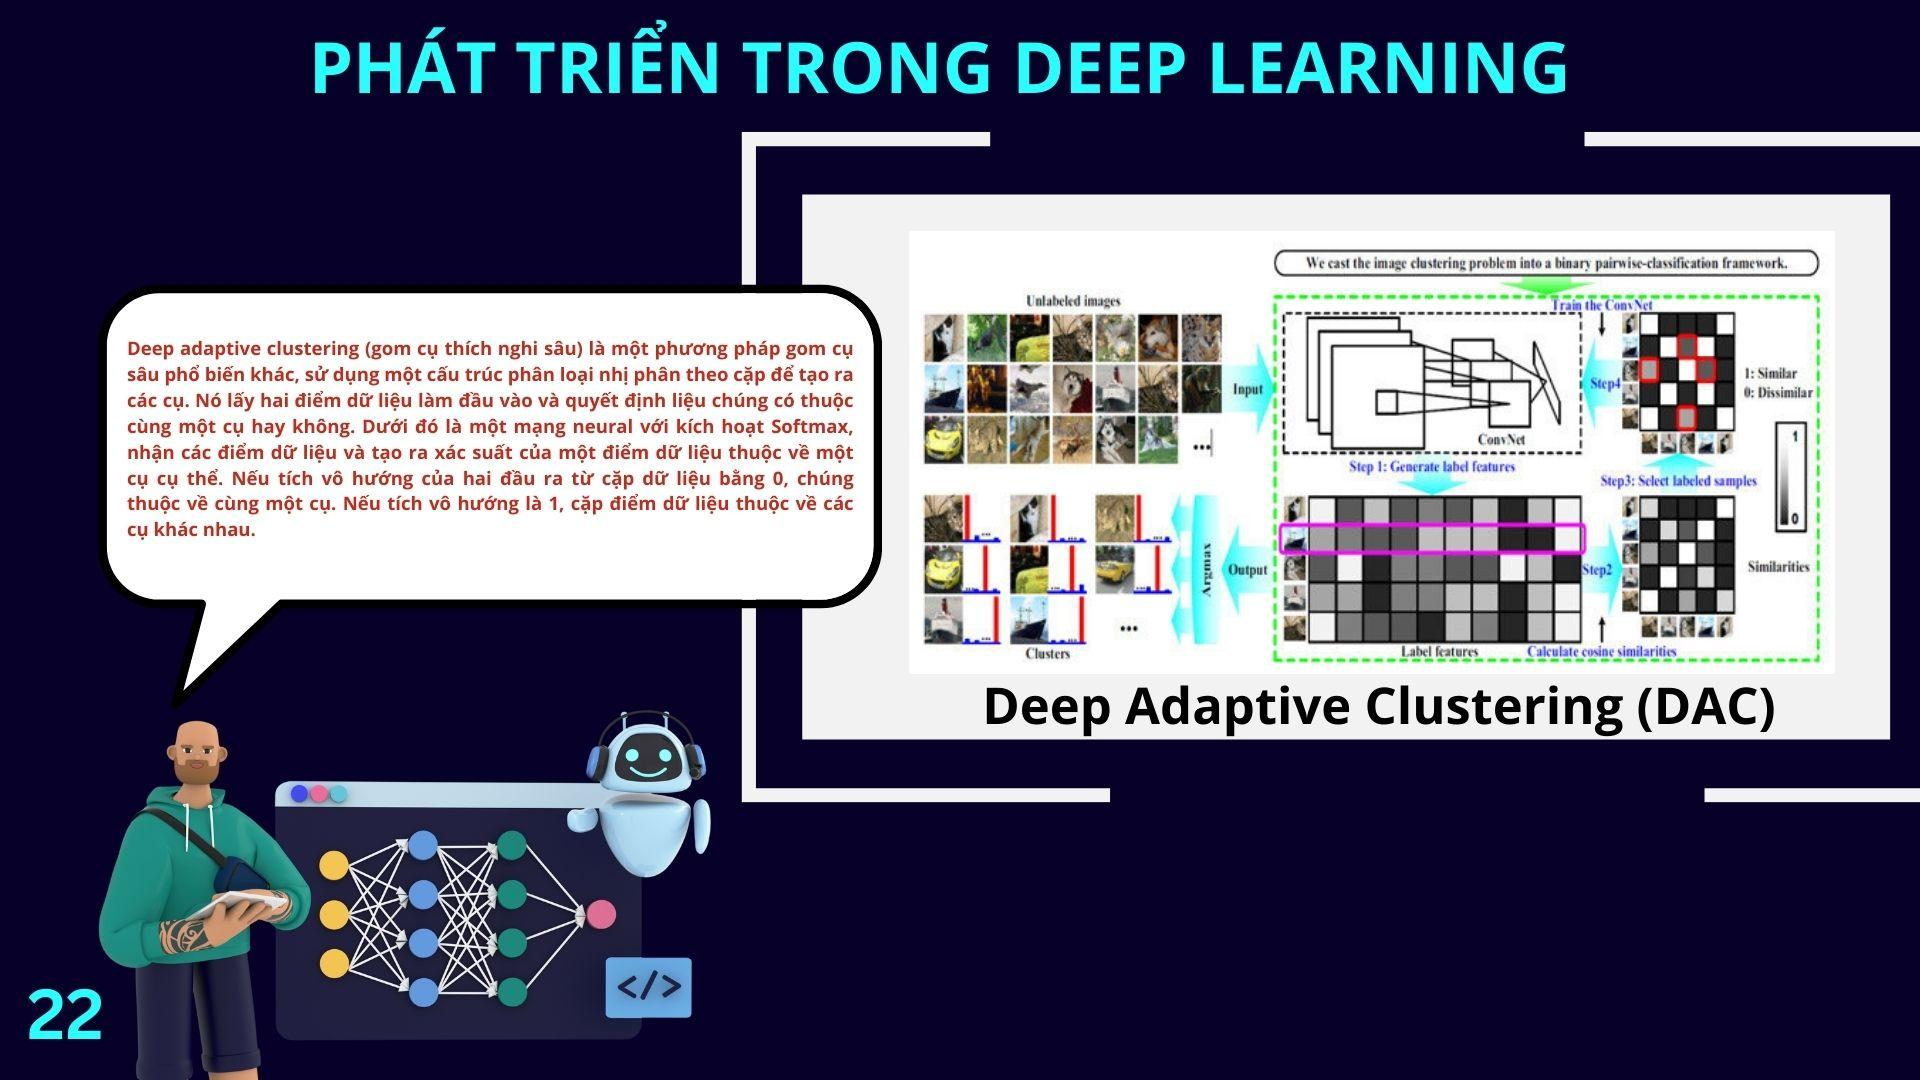 PHÁT TRIỂN TRONG DEEP LEARNING
Deep adaptive clustering (gom cụ thích nghi sâu) là một phương pháp gom cụ
sâu phổ biến khác, sử dụng một cấu trúc phân loại nhị phân theo cặp để tạo ra
các cụ. Nó lấy hai điểm dữ liệu làm đầu vào và quyết định liệu chúng có thuộc
cùng một cụ hay không. Dưới đó là một mạng neural với kích hoạt Softmax,
nhận các điểm dữ liệu và tạo ra xác suất của một điểm dữ liệu thuộc về một
cụ cụ thể. Nếu tích vô hướng của hai đầu ra từ cặp dữ liệu bằng 0, chúng
thuộc về cùng một cụ. Nếu tích vô hướng là 1, cặp điểm dữ liệu thuộc về các
cụ khác nhau.
We cast the image clustering problem into a binary pairwise-classification framework.
Unlabeled images
Train the ConvNet
Input
ConvNet
Step4
1: Similar
0: Dissimilar
1
0
Step 1: Generate label features
Step3: Select labeled samples
...
Argmax
Output
Step2
Similarities
...
Clusters
Label features
Calculate cosine similarities
Deep Adaptive Clustering (DAC)
</>
22